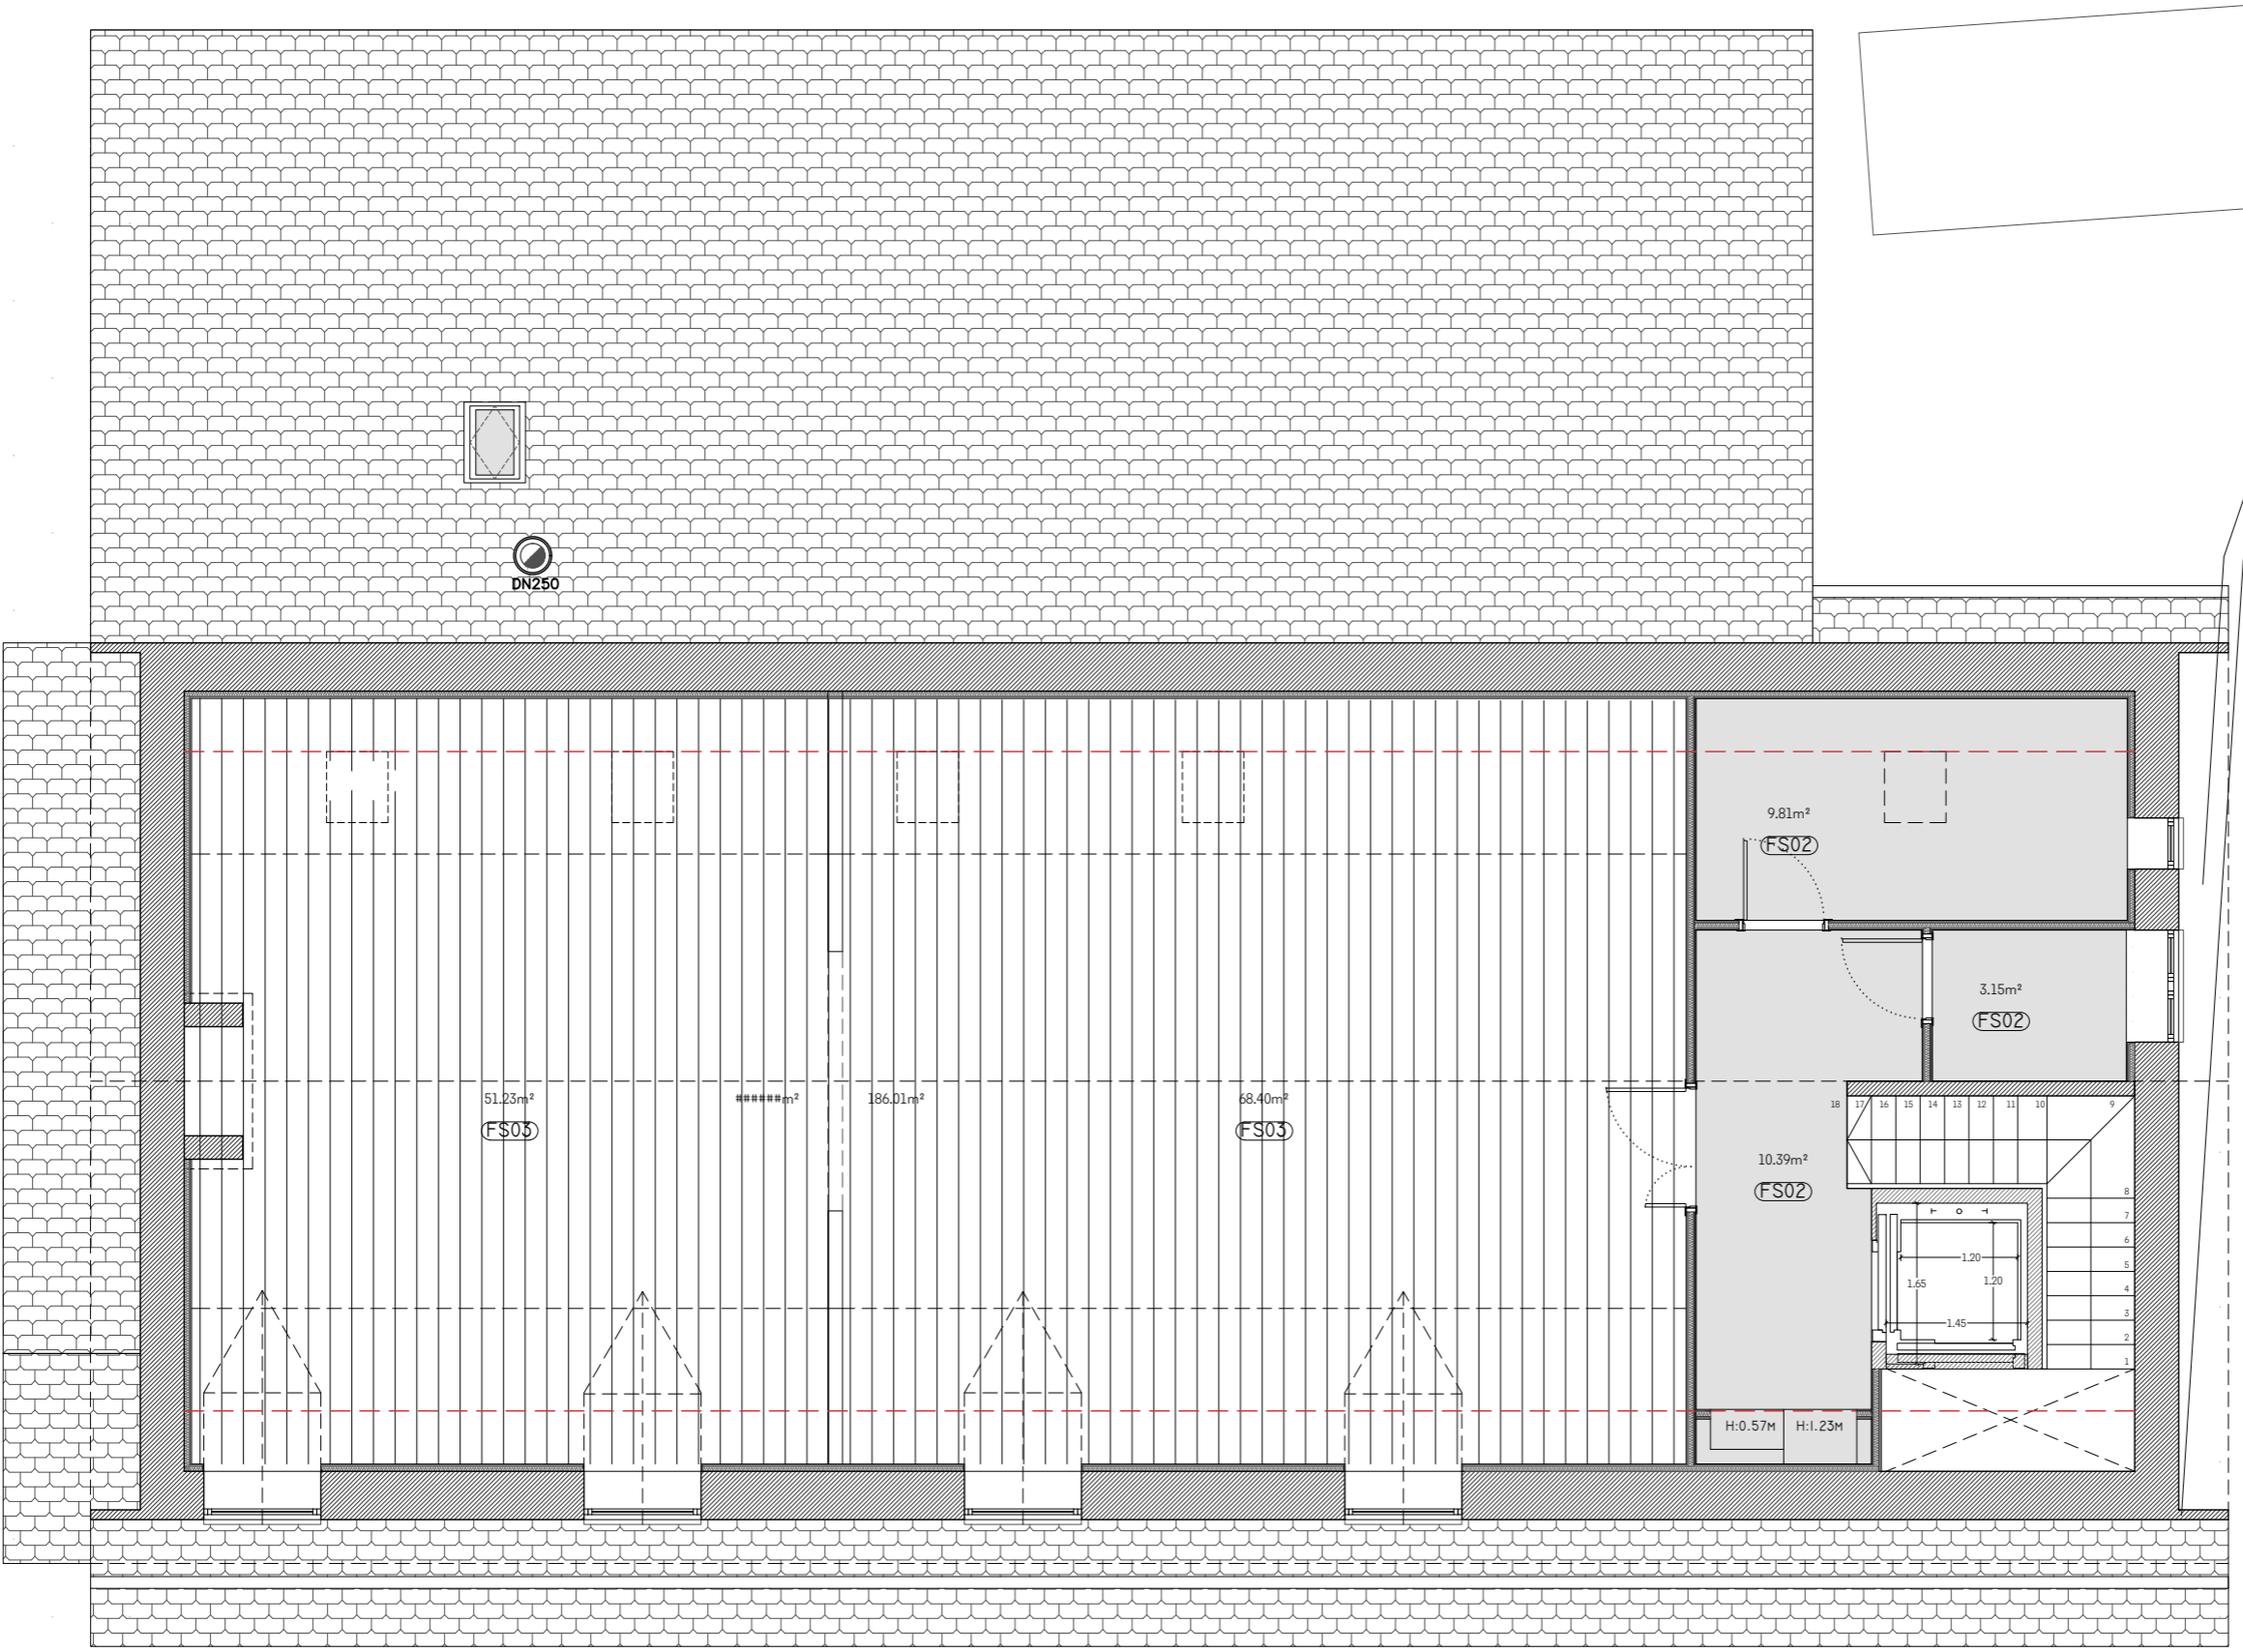 DN250
9.81m²
FS02
3.15m²
FS02
51.23m²
FS03
######m²
186.01m²
68.40m²
FS03
10.39m²
FS02
18 17 16 15 14 13 12 11 10 9
8
7
6
5
4
3
2
1
1.20
1.65
1.20
1.45
H:0.57M
H:1.23M